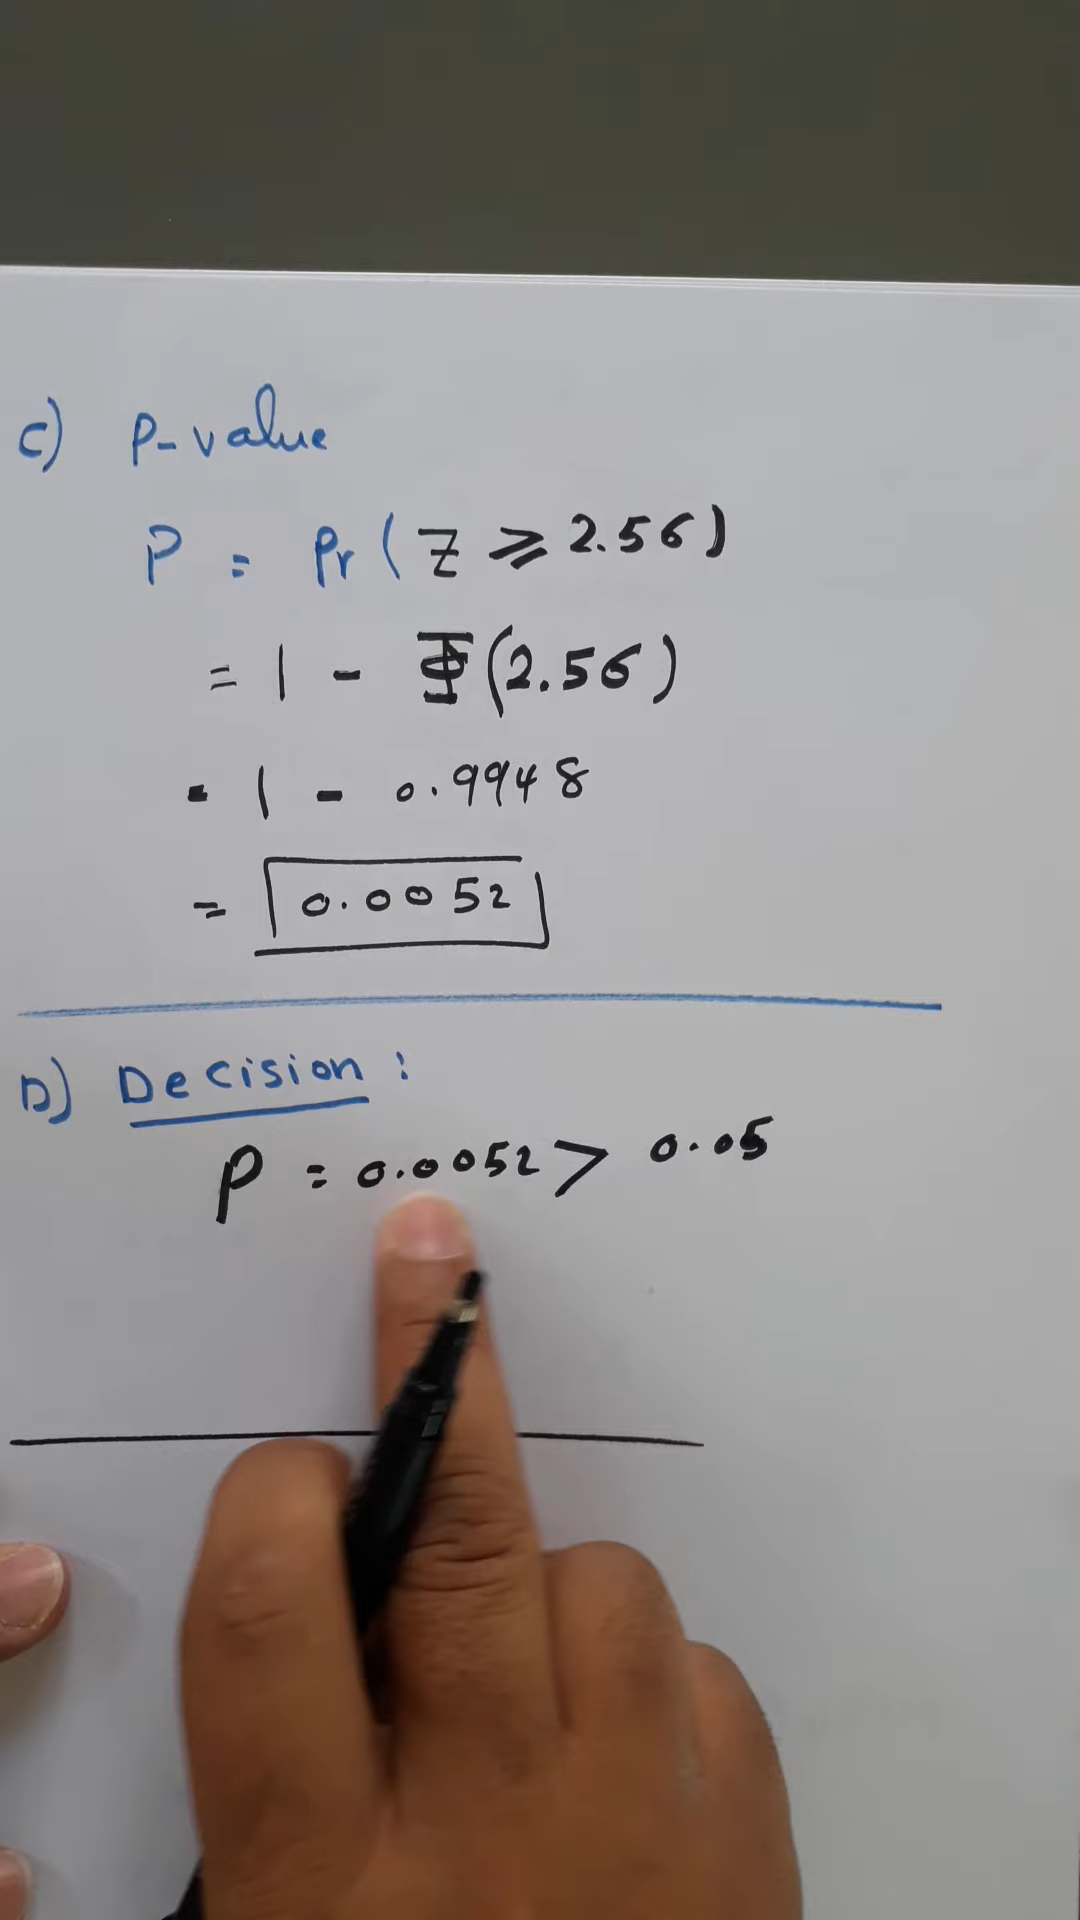 c) P-value
P = Pr(Z ⩾ 2.56)
= 1 - Φ(2.56)
- 1 - 0.9948
= 0.0052
D) Decision:
P = 0.0052 > 0.05